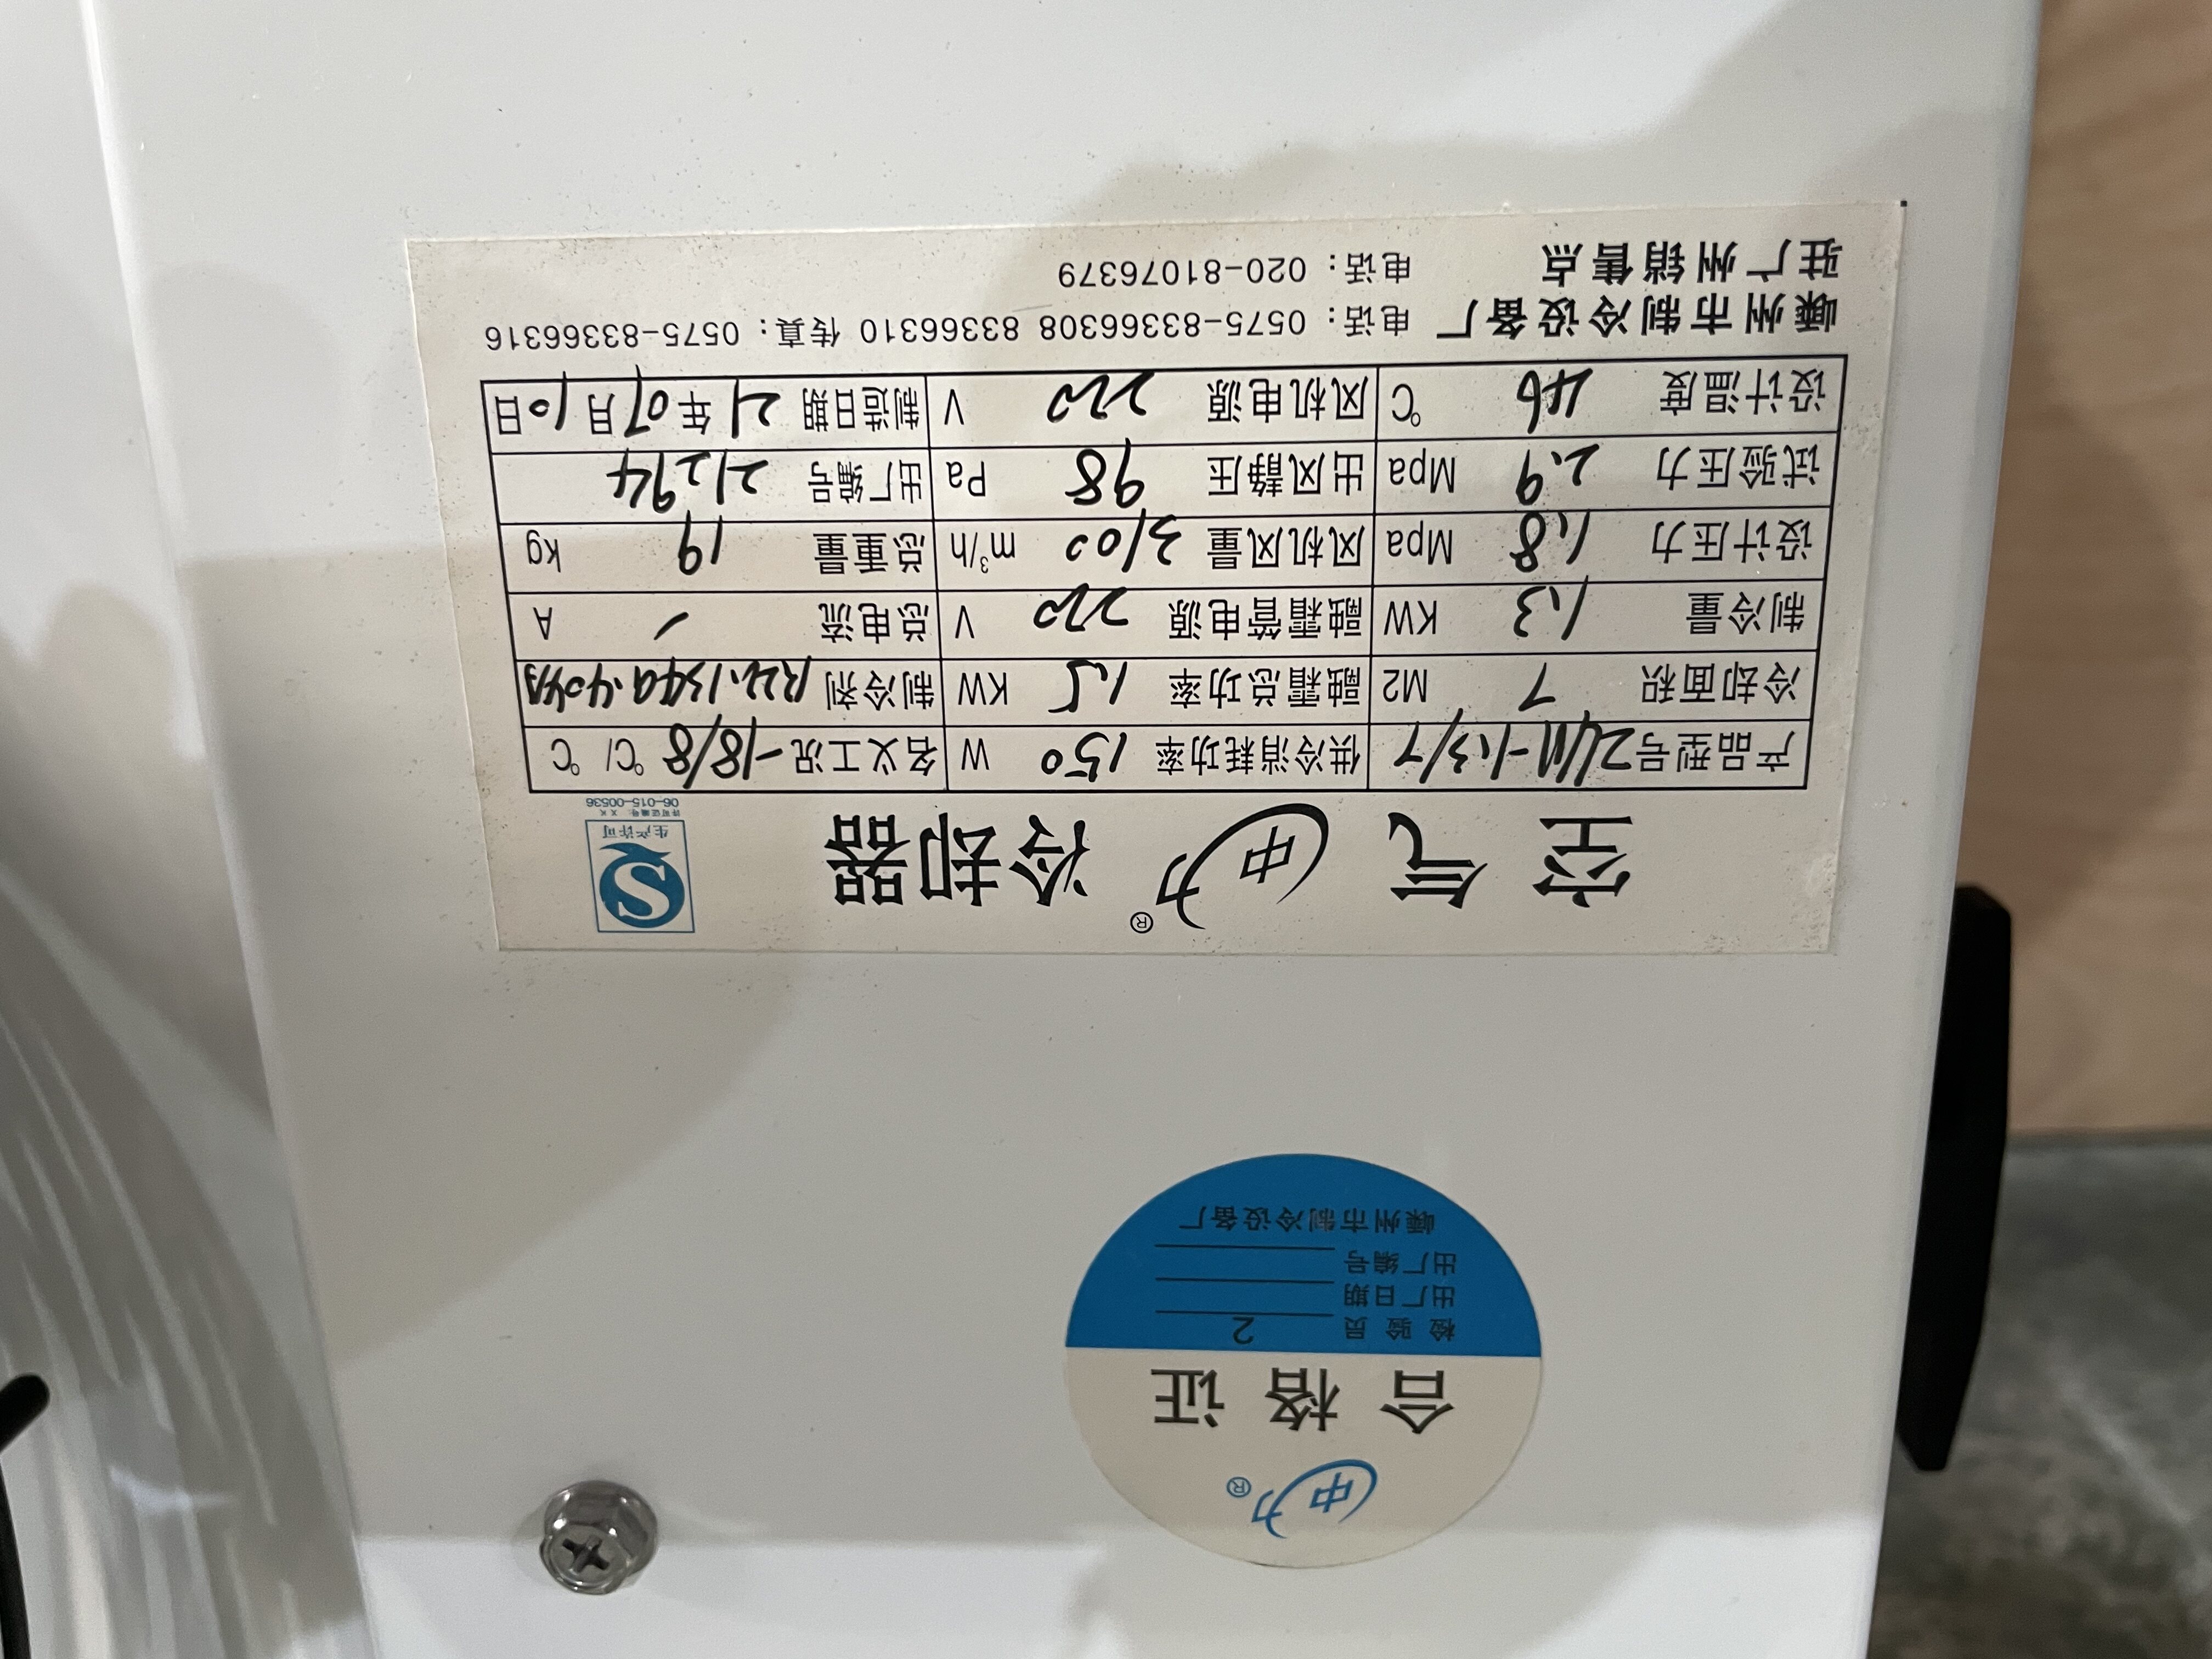 空气 申力® 冷却器
生产许可
06-015-00536
产品型号 ZLM-1.3/7 供冷消耗功率 150 W 名义工况 -18/8 ℃/ ℃
冷却面积 7 M2 融霜总功率 1.5 KW 制冷剂 R22.134a.404A
制冷量 1.3 KW 融霜管电源 220 V 总电流 / A
设计压力 1.8 Mpa 风机风量 3100 m³/h 总重量 19 kg
试验压力 2.9 Mpa 出风静压 98 Pa 出厂编号 21294
设计温度 46 ℃ 风机电源 220 V 制造日期 21年07月10日
嵊州市制冷设备厂 电话: 0575-83366308 83366310 传真: 0575-83366316
驻广州销售点 电话: 020-81076379
申力®
合格证
检验员 2
出厂日期
出厂编号
嵊州市制冷设备厂